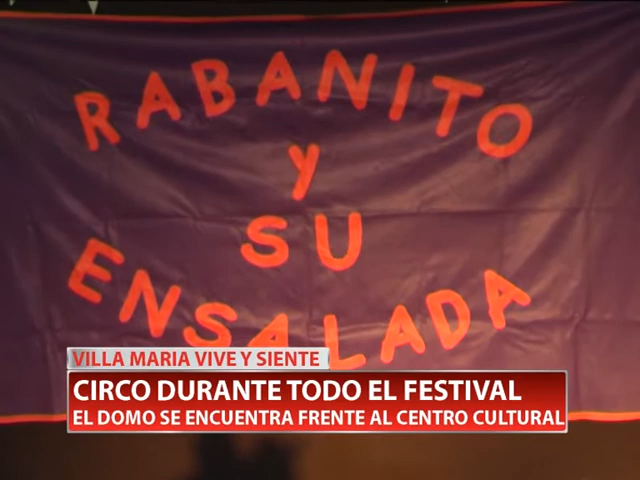 RABANITO
y
SU
ENSALADA
VILLA MARIA VIVE Y SIENTE
CIRCO DURANTE TODO EL FESTIVAL
EL DOMO SE ENCUENTRA FRENTE AL CENTRO CULTURAL